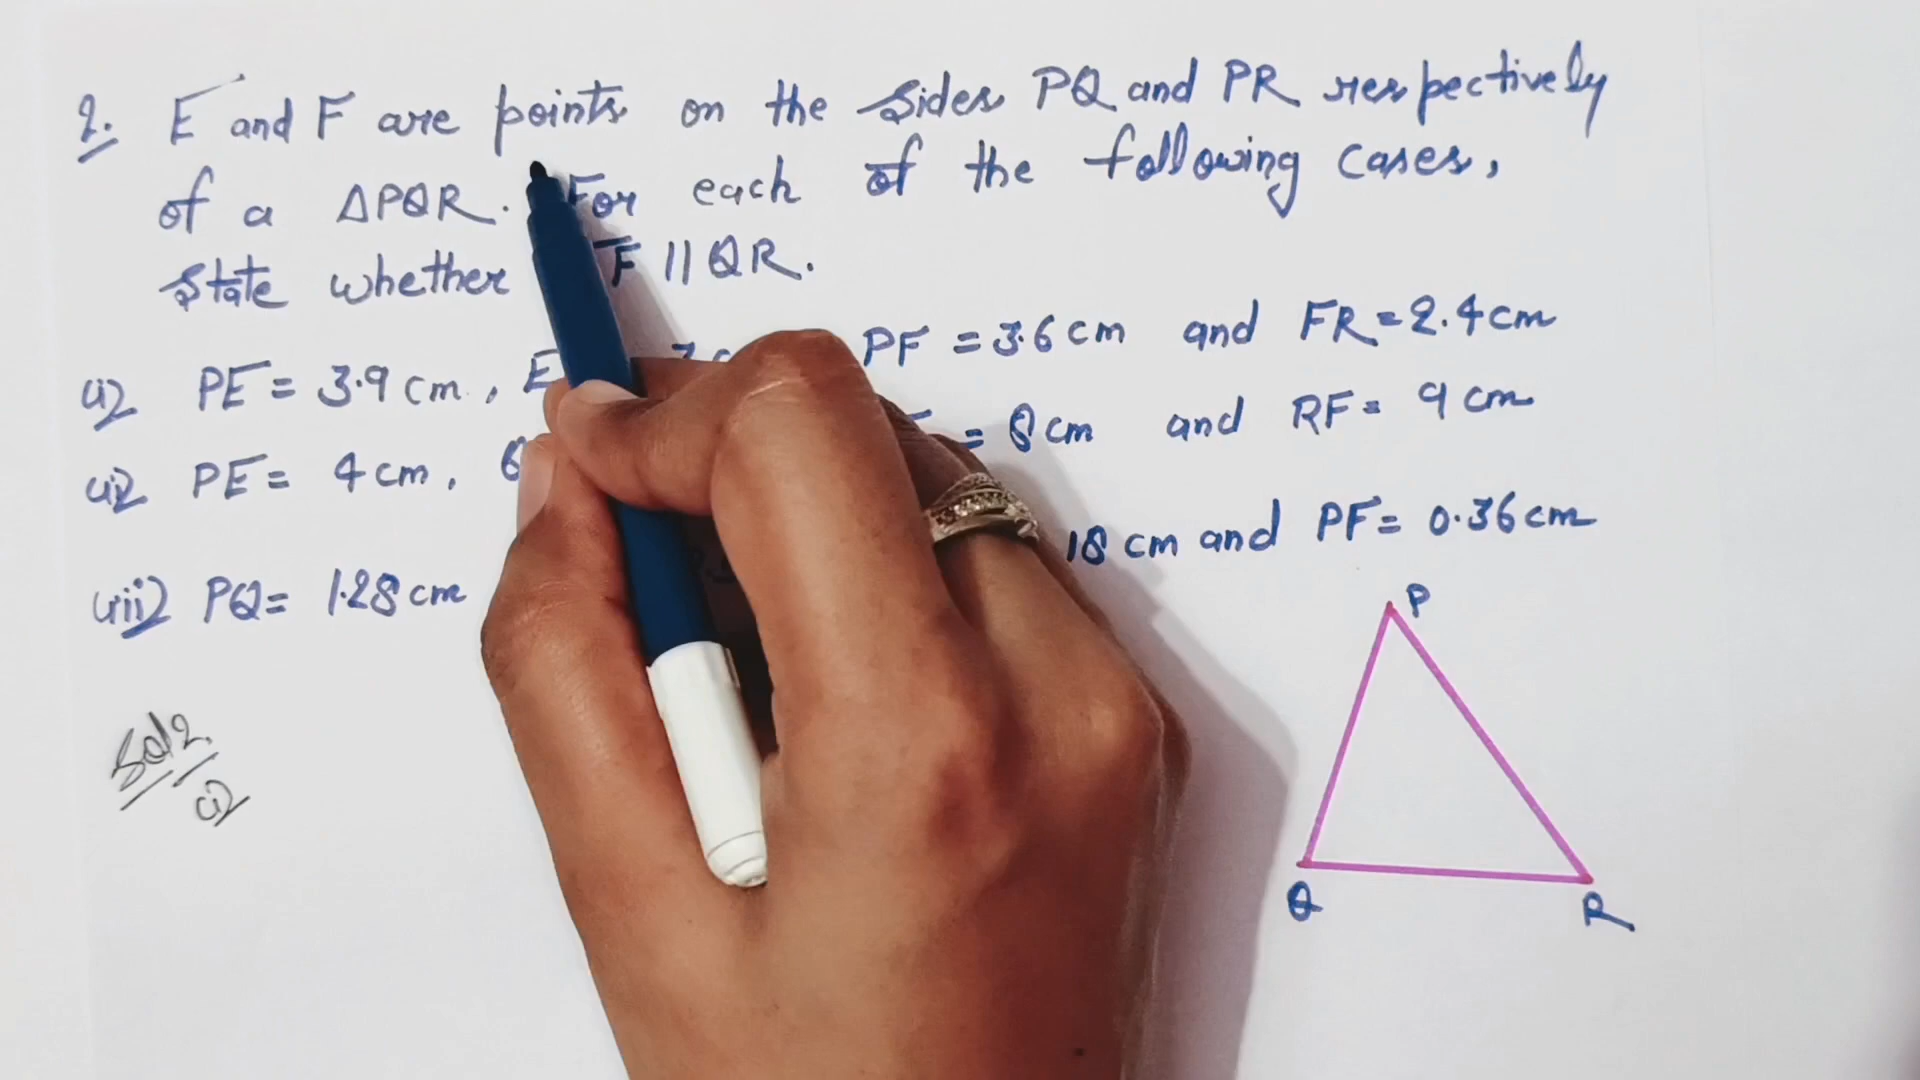 2. E and F are points on the sides PQ and PR respectively
of a ΔPQR. For each of the following cases,
state whether F || QR.
(i) PE = 3.9 cm, E PF = 3.6 cm and FR = 2.4 cm
(ii) PE = 4 cm, = 8 cm and RF = 9 cm
(iii) PQ = 1.28 cm 18 cm and PF = 0.36 cm
P
Sol 2.
(i)
Q
R